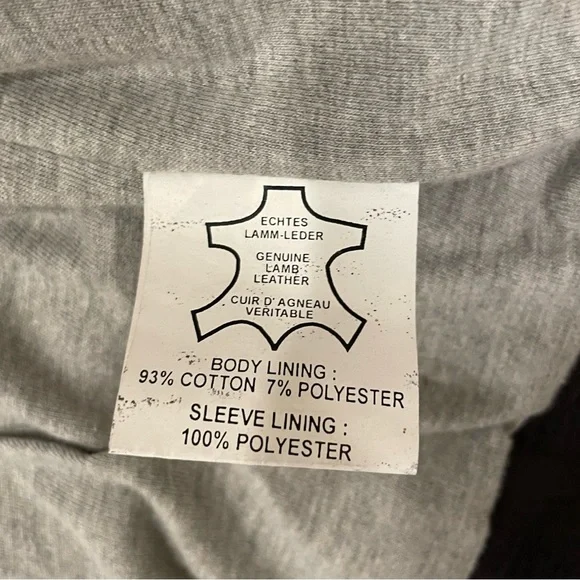 ECHTES
LAMM-LEDER
GENUINE
LAMB
LEATHER
CUIR D'AGNEAU
VERITABLE
BODY LINING :
93% COTTON 7% POLYESTER
SLEEVE LINING :
100% POLYESTER